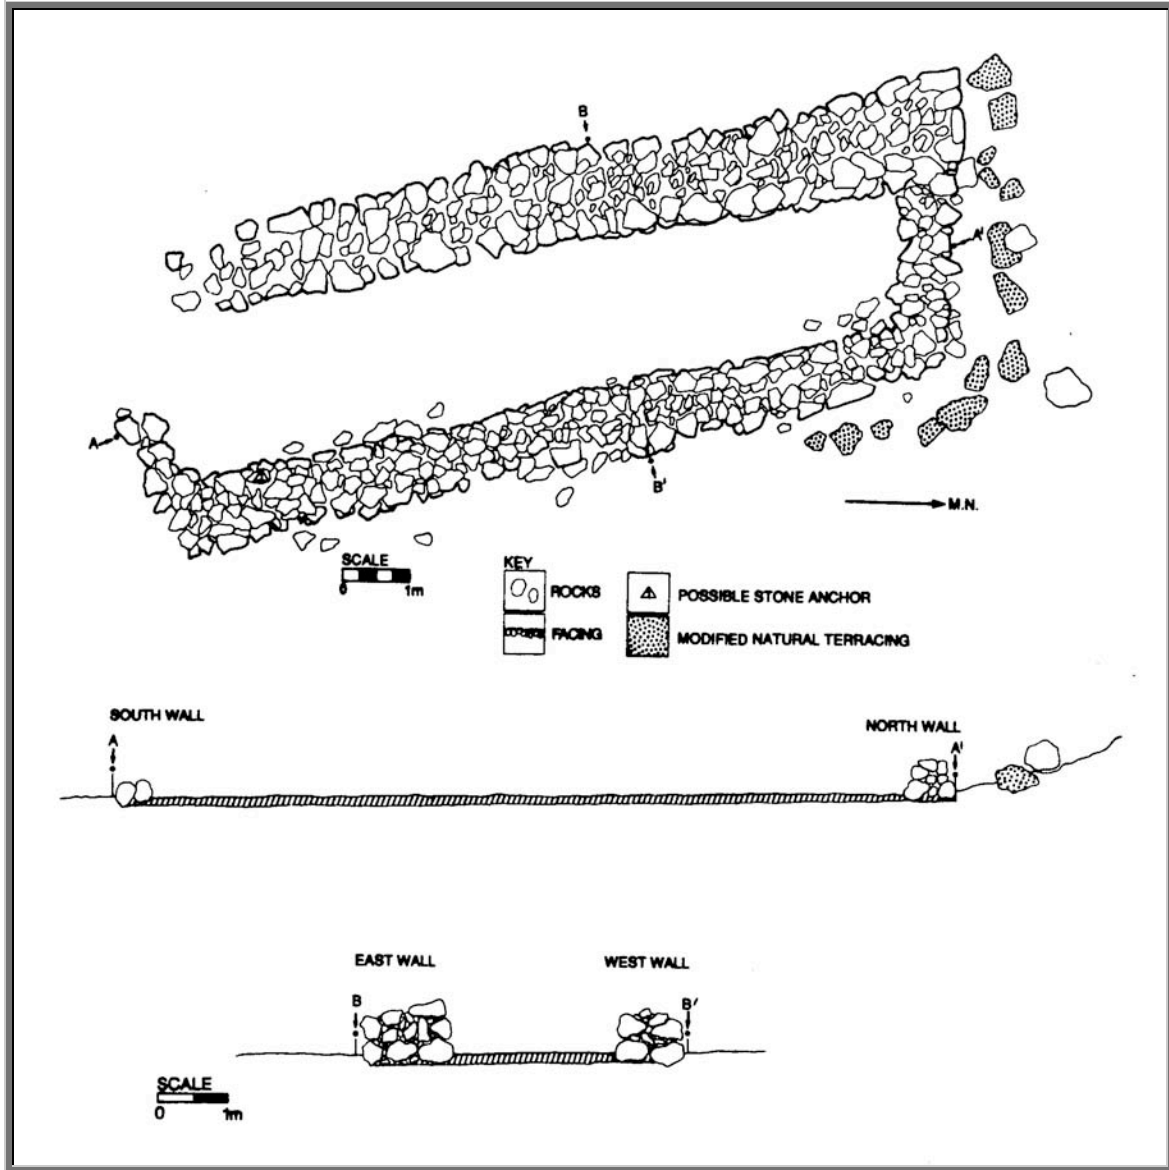 B
A'
A
B'
M.N.
SCALE
0 1m
KEY
ROCKS
POSSIBLE STONE ANCHOR
FACING
MODIFIED NATURAL TERRACING
SOUTH WALL
NORTH WALL
A
A'
EAST WALL
WEST WALL
B
B'
SCALE
0 1m